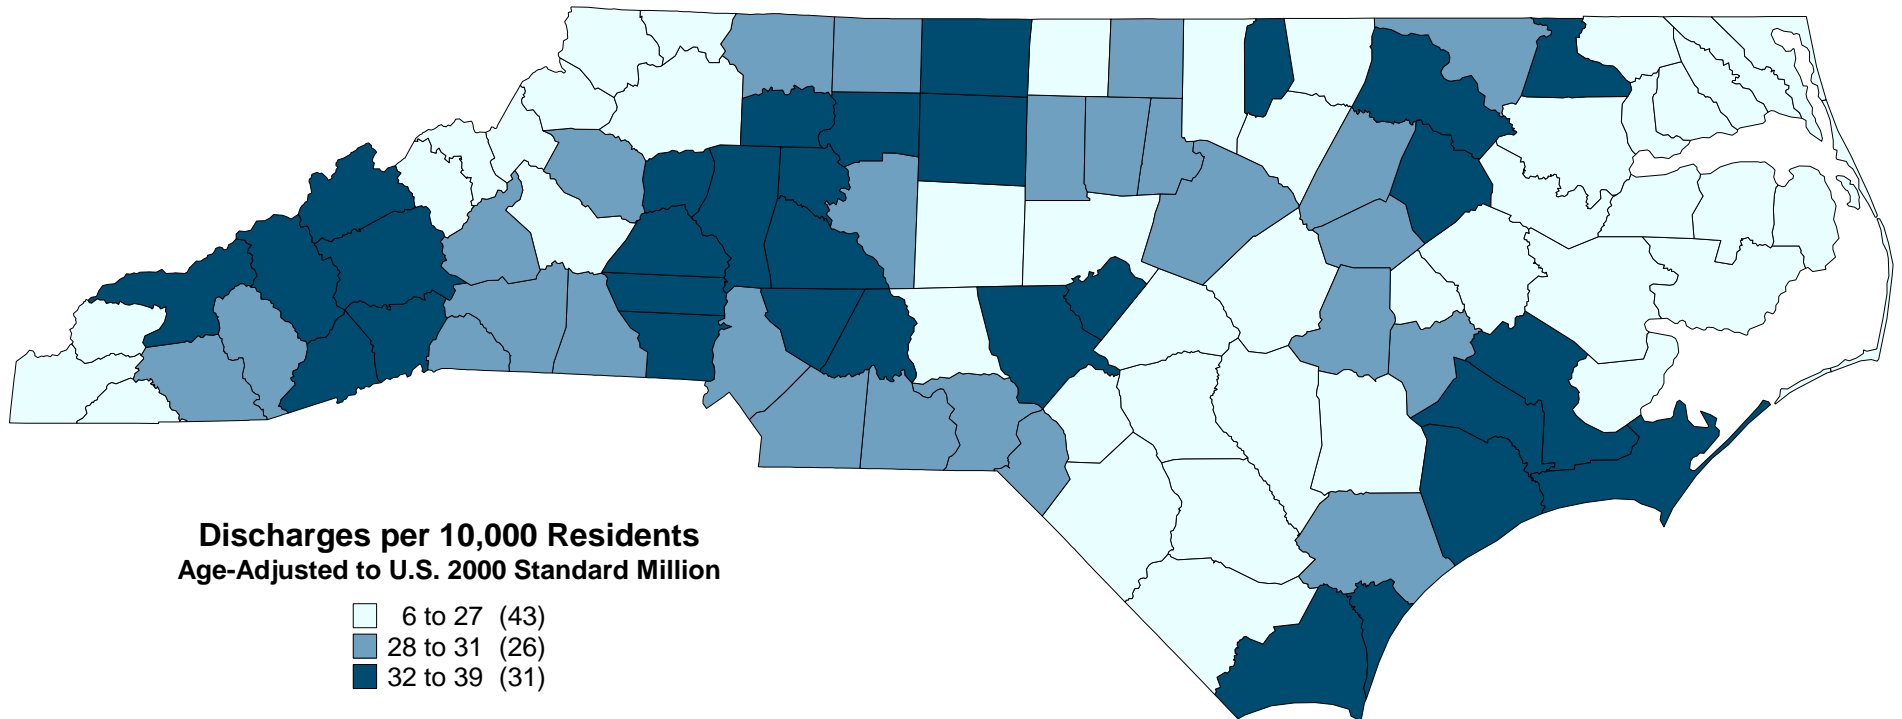 Discharges per 10,000 Residents
Age-Adjusted to U.S. 2000 Standard Million
6 to 27 (43)
28 to 31 (26)
32 to 39 (31)